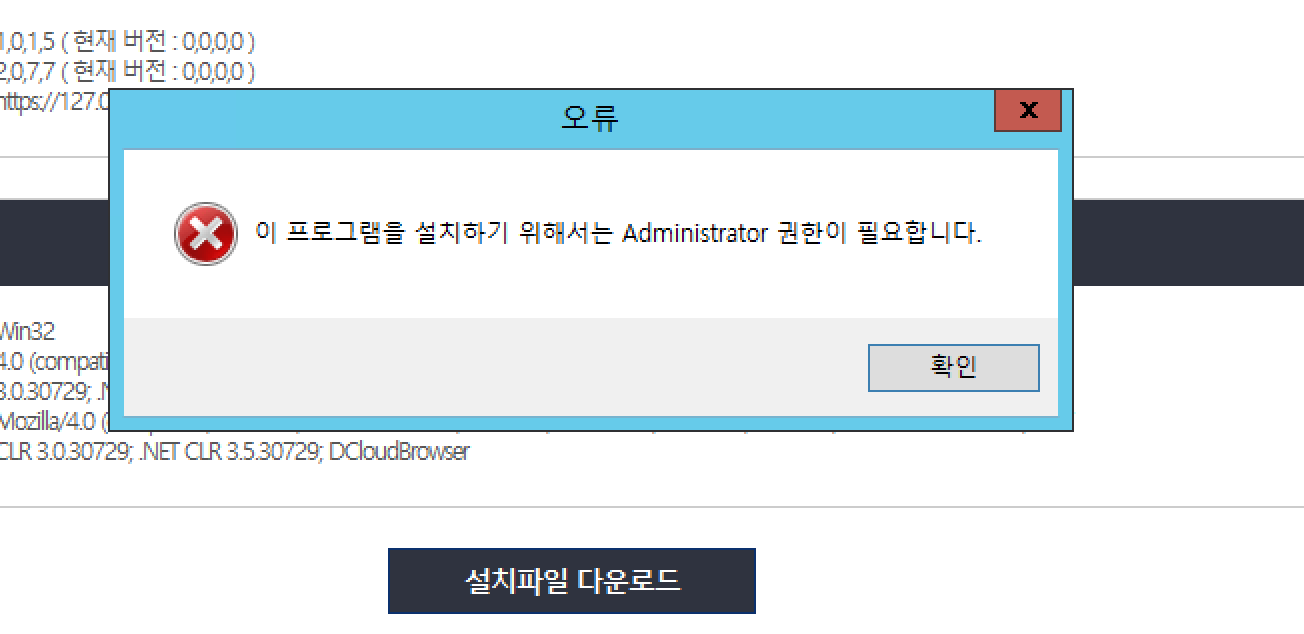 1,0,1,5 ( 현재 버전 : 0,0,0,0 )
2,0,7,7 ( 현재 버전 : 0,0,0,0 )
https://127.0
오류
x
이 프로그램을 설치하기 위해서는 Administrator 권한이 필요합니다.
확인
Win32
4.0 (compati
3.0.30729; .N
Mozilla/4.0 (
CLR 3.0.30729; .NET CLR 3.5.30729; DCloudBrowser
설치파일 다운로드